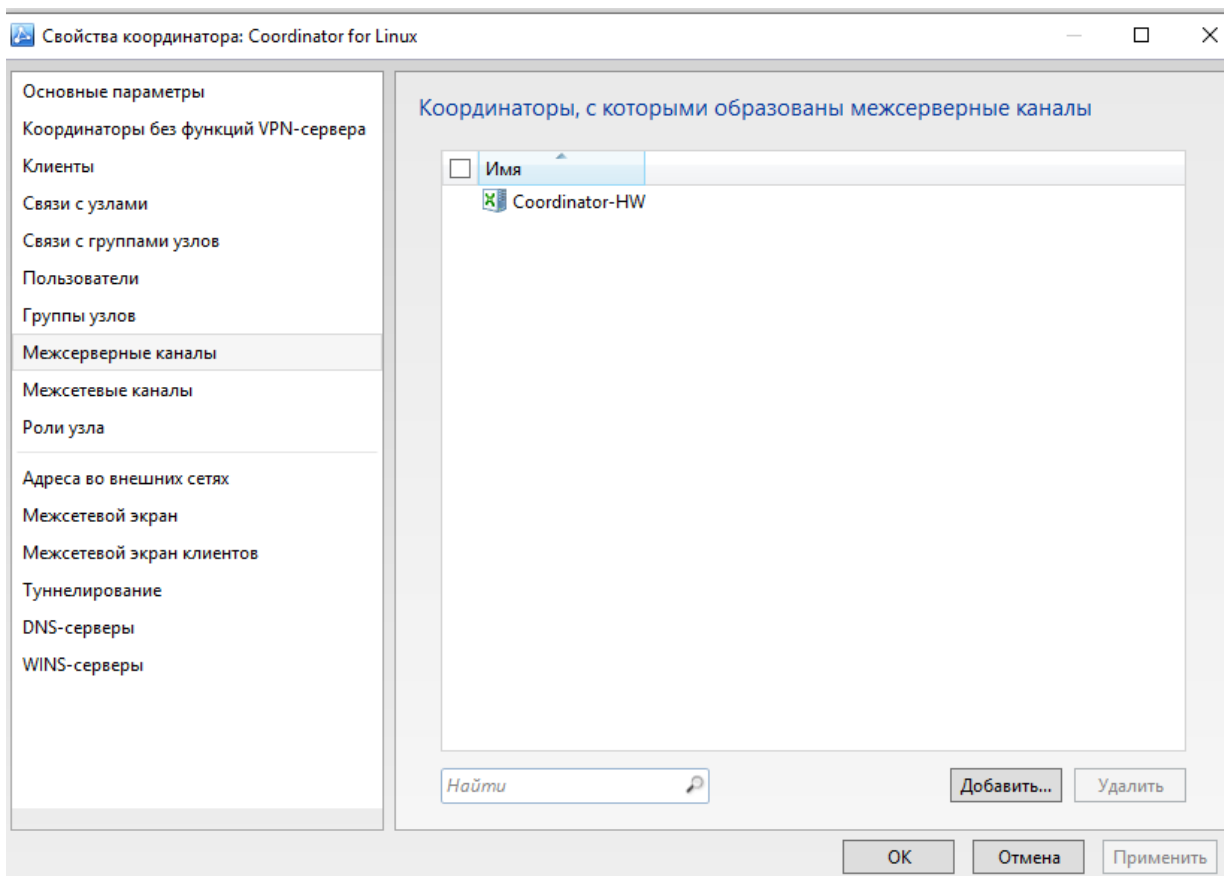 Свойства координатора: Coordinator for Linux
Основные параметры
Координаторы без функций VPN-сервера
Клиенты
Связи с узлами
Связи с группами узлов
Пользователи
Группы узлов
Межсерверные каналы
Межсетевые каналы
Роли узла
Адреса во внешних сетях
Межсетевой экран
Межсетевой экран клиентов
Туннелирование
DNS-серверы
WINS-серверы
Координаторы, с которыми образованы межсерверные каналы
Имя
Coordinator-HW
Найти
Добавить...
Удалить
OK
Отмена
Применить